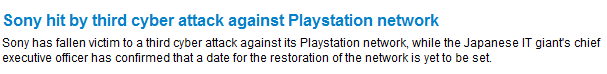 Sony hit by third cyber attack against Playstation network
Sony has fallen victim to a third cyber attack against its Playstation network, while the Japanese IT giant's chief
executive officer has confirmed that a date for the restoration of the network is yet to be set.